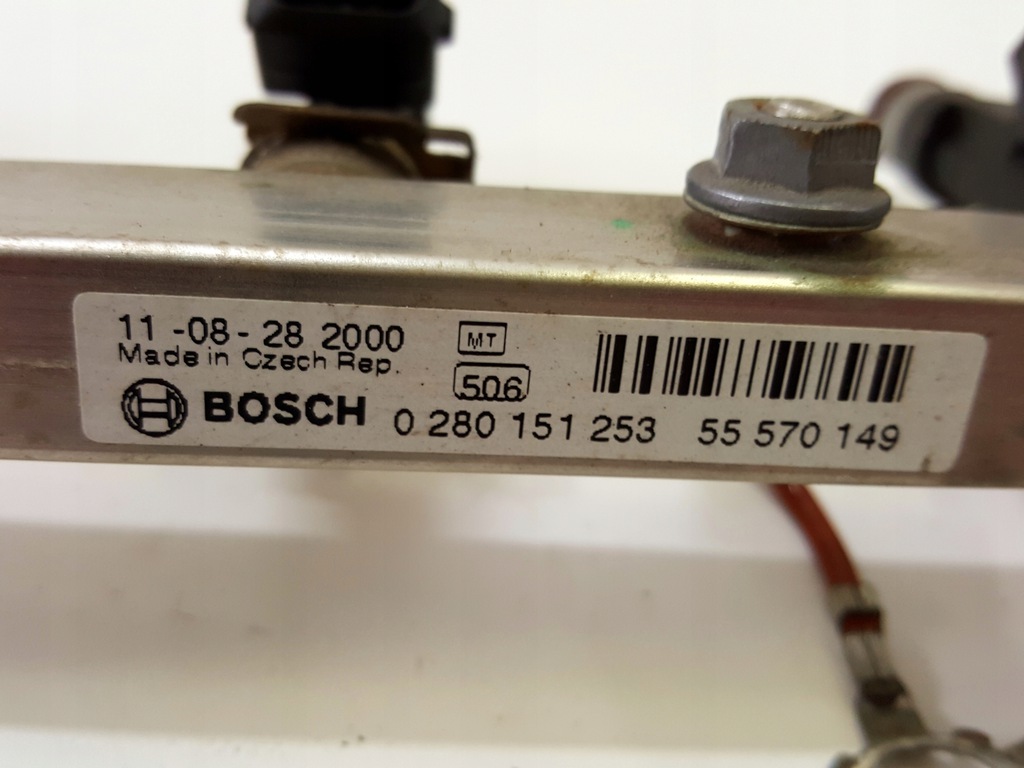 11 -08 - 28 2000
Made in Czech Rep.
MT
506
BOSCH 0 280 151 253 55 570 149